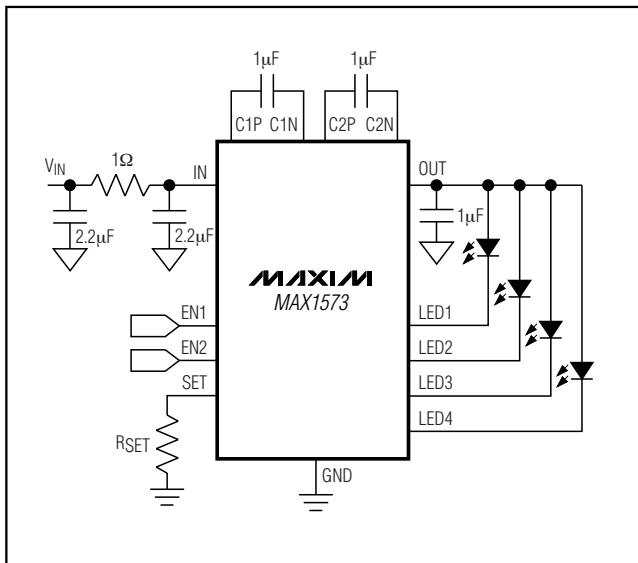 1μF
1μF
C1P C1N
C2P C2N
VIN
1Ω
IN
OUT
2.2μF
2.2μF
1μF
MAXIM
MAX1573
EN1
LED1
EN2
LED2
SET
LED3
LED4
RSET
GND